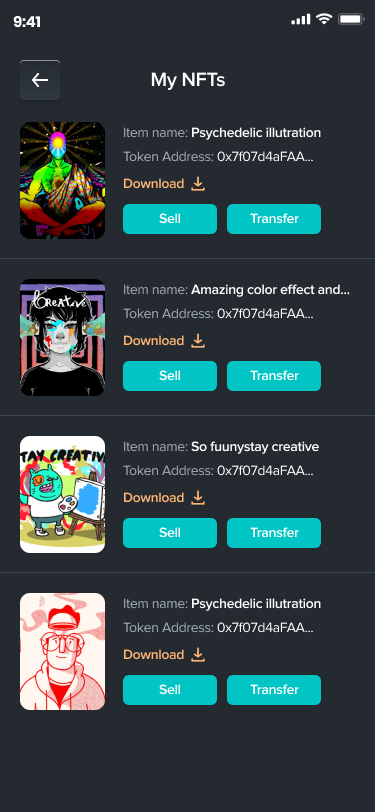 9:41
My NFTs
Item name: Psychedelic illutration
Token Address: 0x7f07d4aFAA...
Download
Sell Transfer
CREATIVE
Item name: Amazing color effect and...
Token Address: 0x7f07d4aFAA...
Download
Sell Transfer
TAY CREATIV
Item name: So fuunystay creative
Token Address: 0x7f07d4aFAA...
Download
Sell Transfer
Item name: Psychedelic illutration
Token Address: 0x7f07d4aFAA...
Download
Sell Transfer